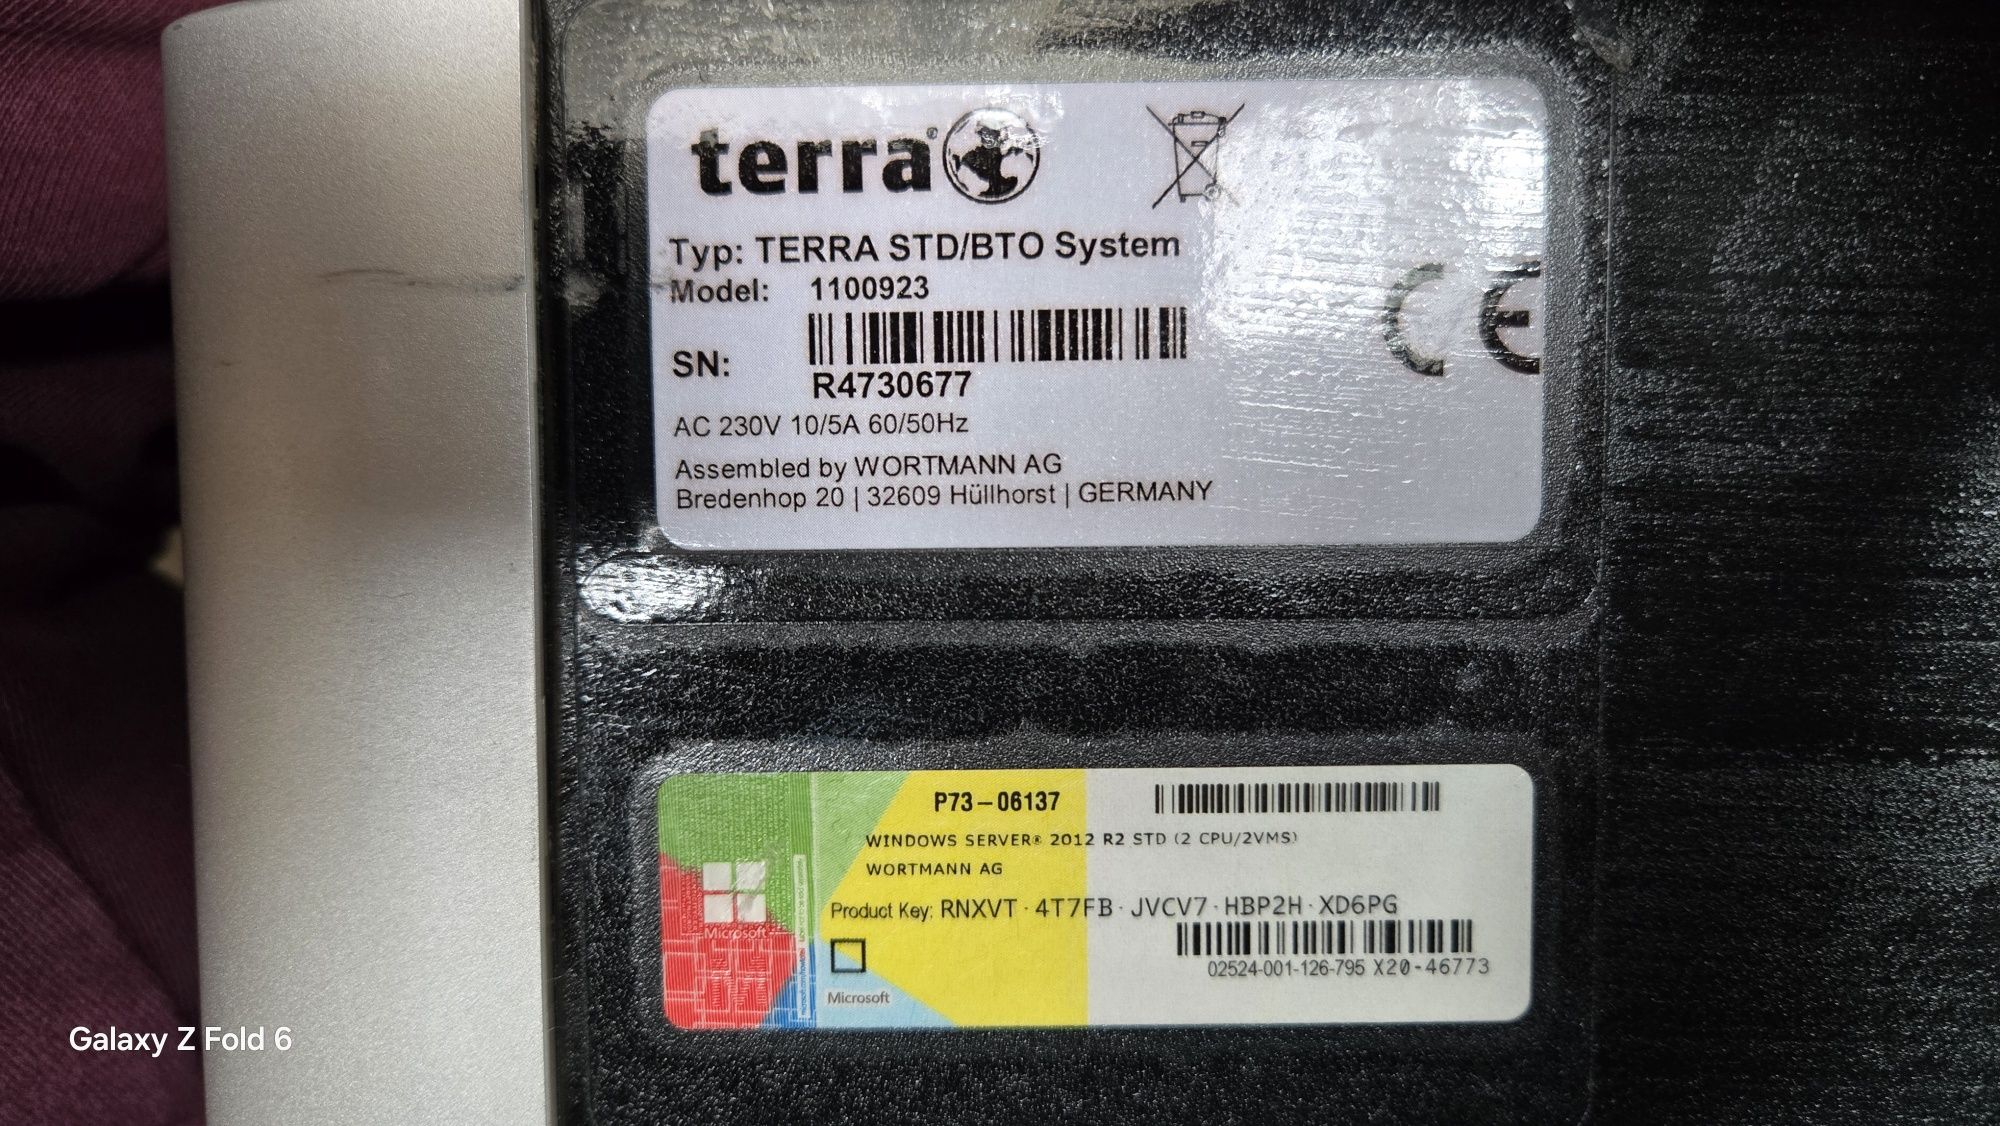 terra®
Typ: TERRA STD/BTO System
Model: 1100923
SN:
R4730677
AC 230V 10/5A 60/50Hz
Assembled by WORTMANN AG
Bredenhop 20 | 32609 Hüllhorst | GERMANY
CE
P73-06137
WINDOWS SERVER® 2012 R2 STD (2 CPU/2VMS)
WORTMANN AG
Product Key: RNXVT-4T7FB-JVCV7-HBP2H-XD6PG
02524-001-126-795 X20-46773
Microsoft
Microsoft
Galaxy Z Fold 6